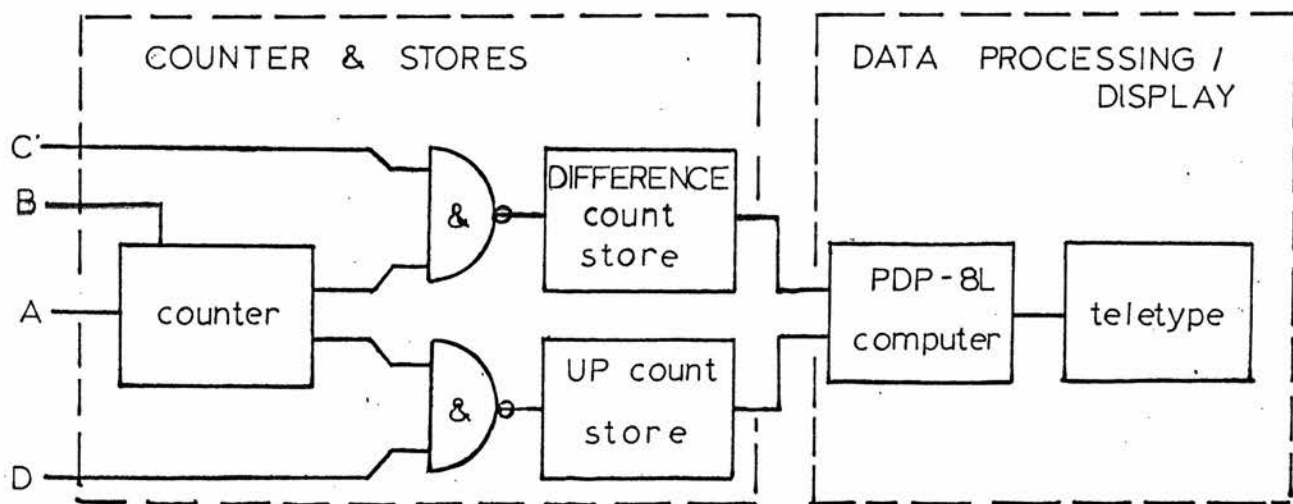 COUNTER & STORES
DATA PROCESSING /
DISPLAY
C'
B
A
D
counter
&
&
DIFFERENCE
count
store
UP count
store
PDP-8L
computer
teletype